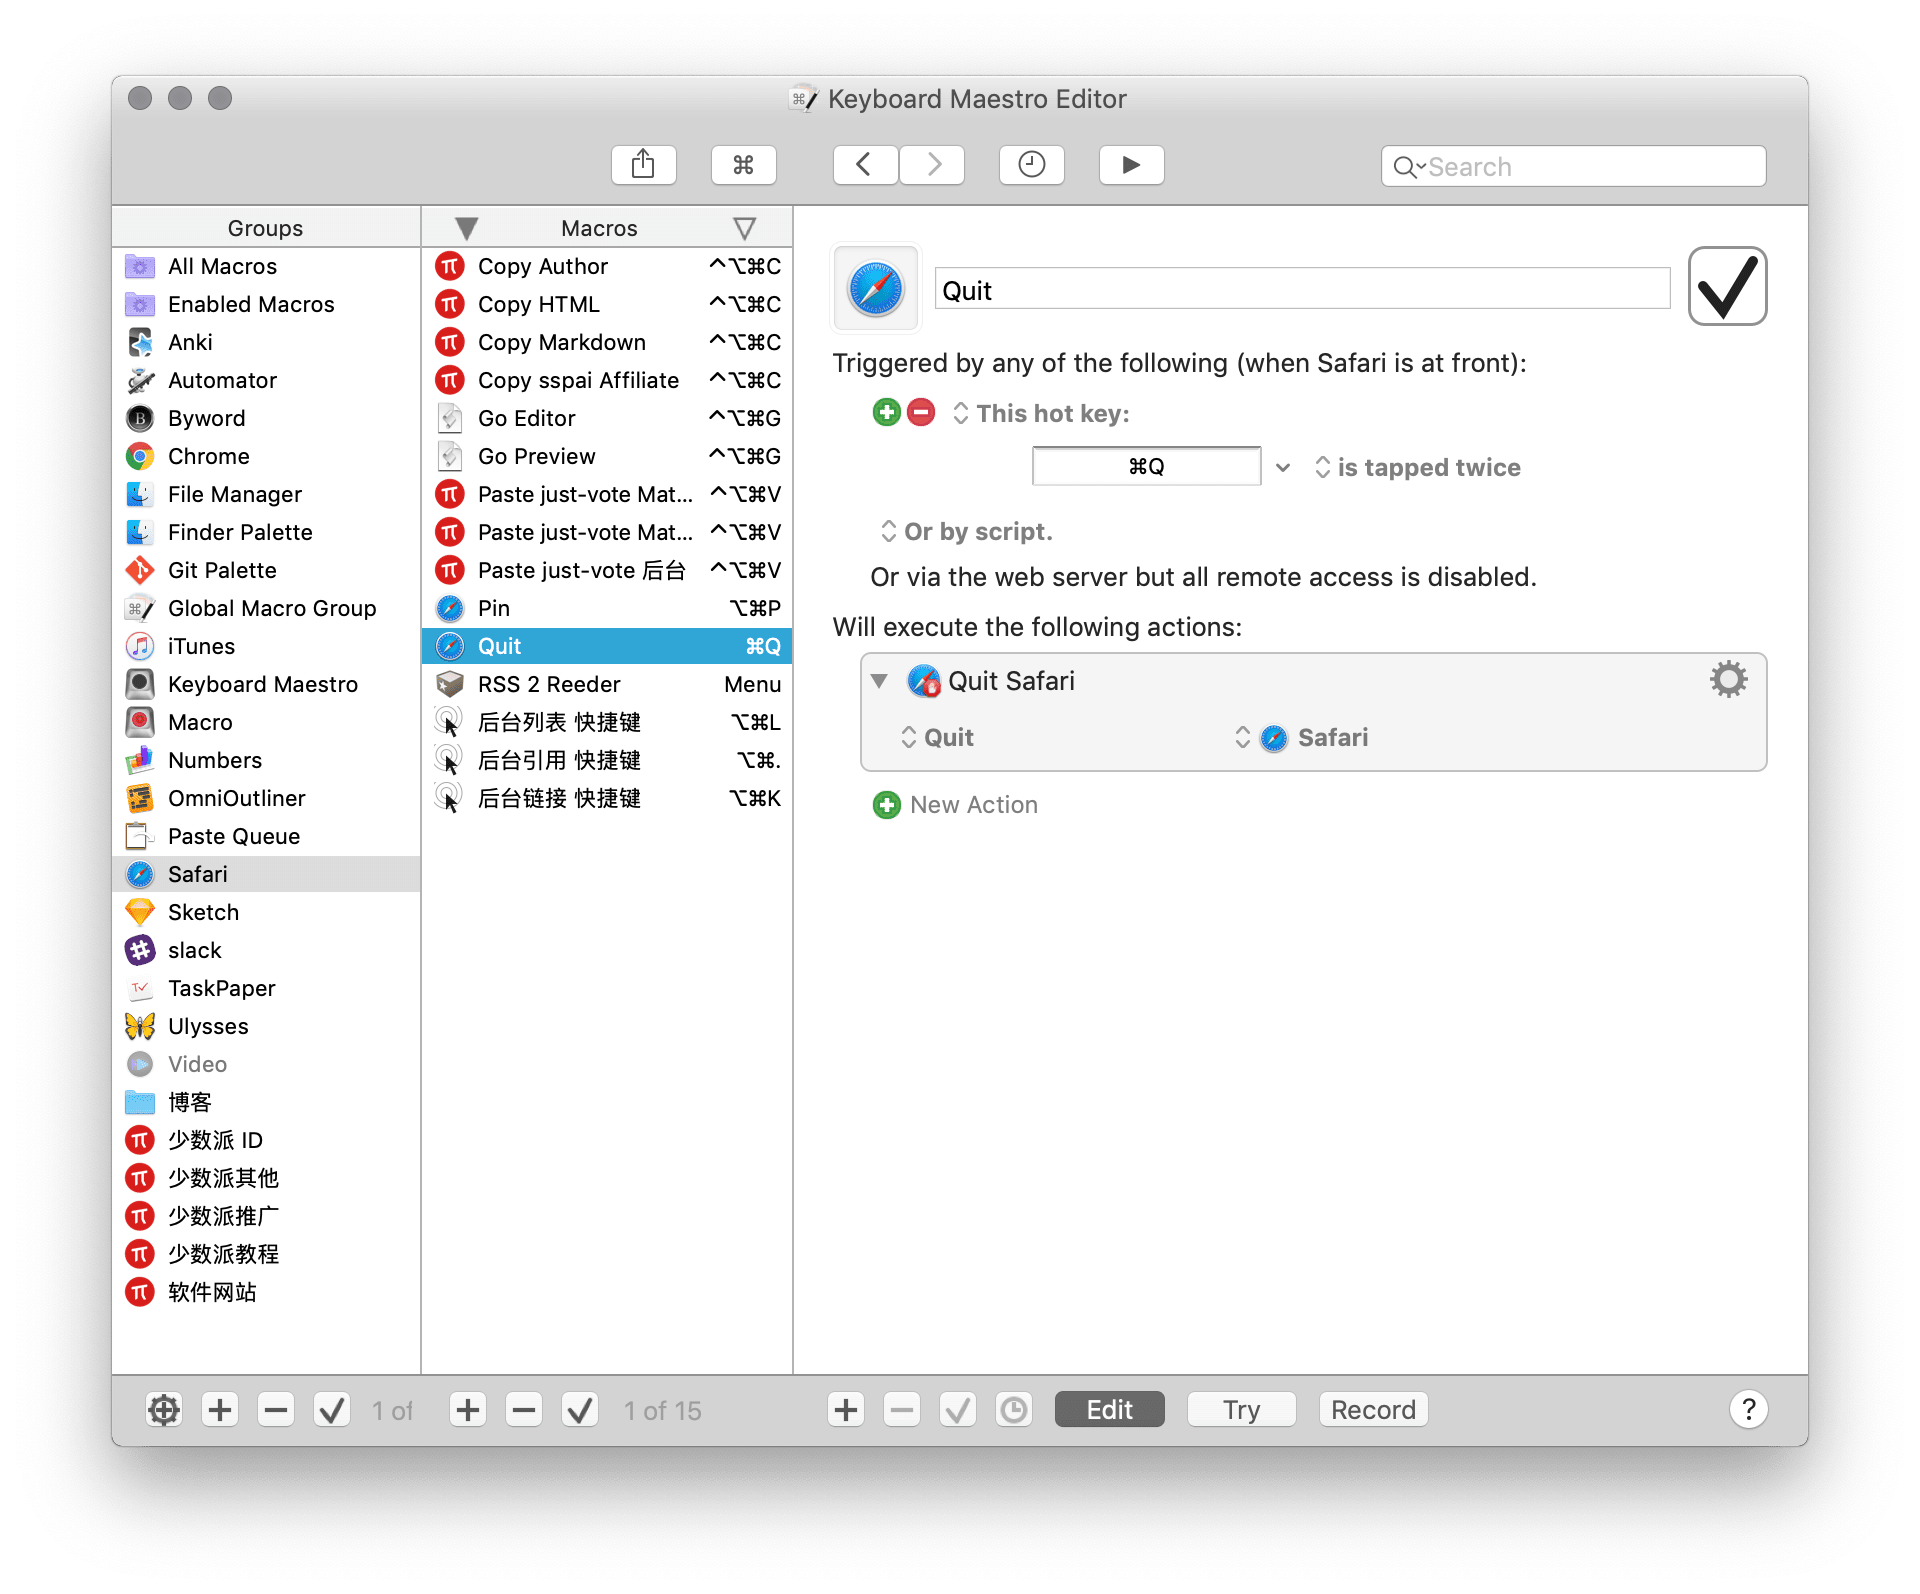 Keyboard Maestro Editor
Search
Groups
All Macros
Enabled Macros
Anki
Automator
Byword
Chrome
File Manager
Finder Palette
Git Palette
Global Macro Group
iTunes
Keyboard Maestro
Macro
Numbers
OmniOutliner
Paste Queue
Safari
Sketch
slack
TaskPaper
Ulysses
Video
博客
少数派 ID
少数派其他
少数派推广
少数派教程
软件网站
1 of
Macros
Copy Author ^⌥⌘C
Copy HTML ^⌥⌘C
Copy Markdown ^⌥⌘C
Copy sspai Affiliate ^⌥⌘C
Go Editor ^⌥⌘G
Go Preview ^⌥⌘G
Paste just-vote Mat... ^⌥⌘V
Paste just-vote Mat... ^⌥⌘V
Paste just-vote 后台 ^⌥⌘V
Pin ⌥⌘P
Quit ⌘Q
RSS 2 Reeder Menu
后台列表 快捷键 ⌥⌘L
后台引用 快捷键 ⌥⌘.
后台链接 快捷键 ⌥⌘K
1 of 15
Quit
Triggered by any of the following (when Safari is at front):
This hot key:
⌘Q is tapped twice
Or by script.
Or via the web server but all remote access is disabled.
Will execute the following actions:
Quit Safari
Quit Safari
New Action
Edit Try Record ?